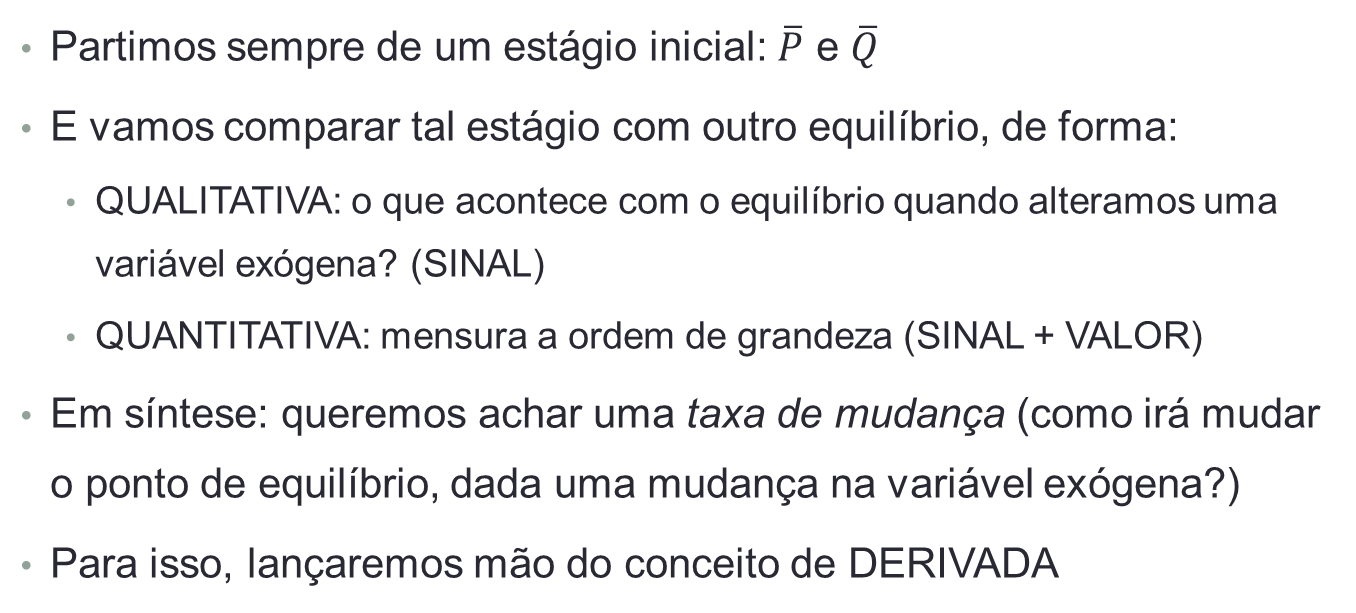 • Partimos sempre de um estágio inicial: P̅ e Q̅
• E vamos comparar tal estágio com outro equilíbrio, de forma:
• QUALITATIVA: o que acontece com o equilíbrio quando alteramos uma
variável exógena? (SINAL)
• QUANTITATIVA: mensura a ordem de grandeza (SINAL + VALOR)
• Em síntese: queremos achar uma taxa de mudança (como irá mudar
o ponto de equilíbrio, dada uma mudança na variável exógena?)
• Para isso, lançaremos mão do conceito de DERIVADA